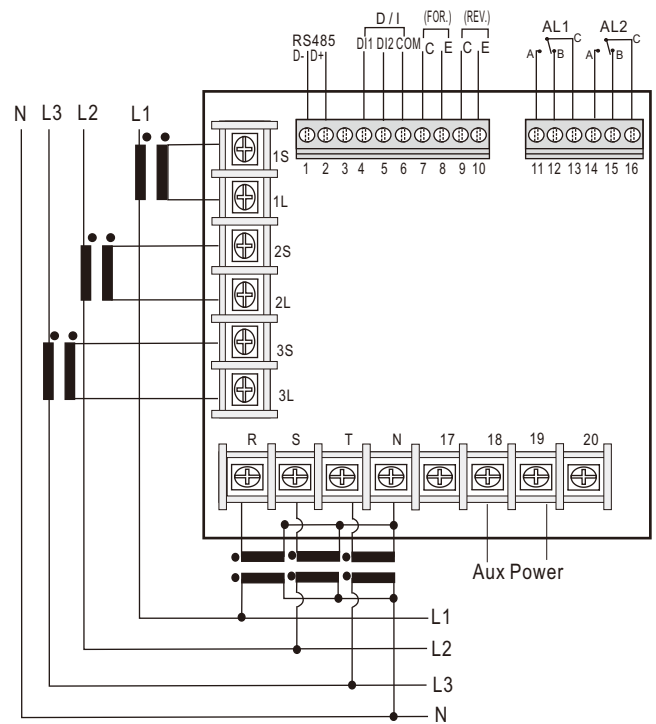 D / I (FOR.) (REV.) AL1 AL2
RS485 DI1 DI2 COM C E C E A B C A B C
D- D+
N L3 L2 L1
1 2 3 4 5 6 7 8 9 10 11 12 13 14 15 16
1S
1L
2S
2L
3S
3L
R S T N 17 18 19 20
Aux Power
L1
L2
L3
N